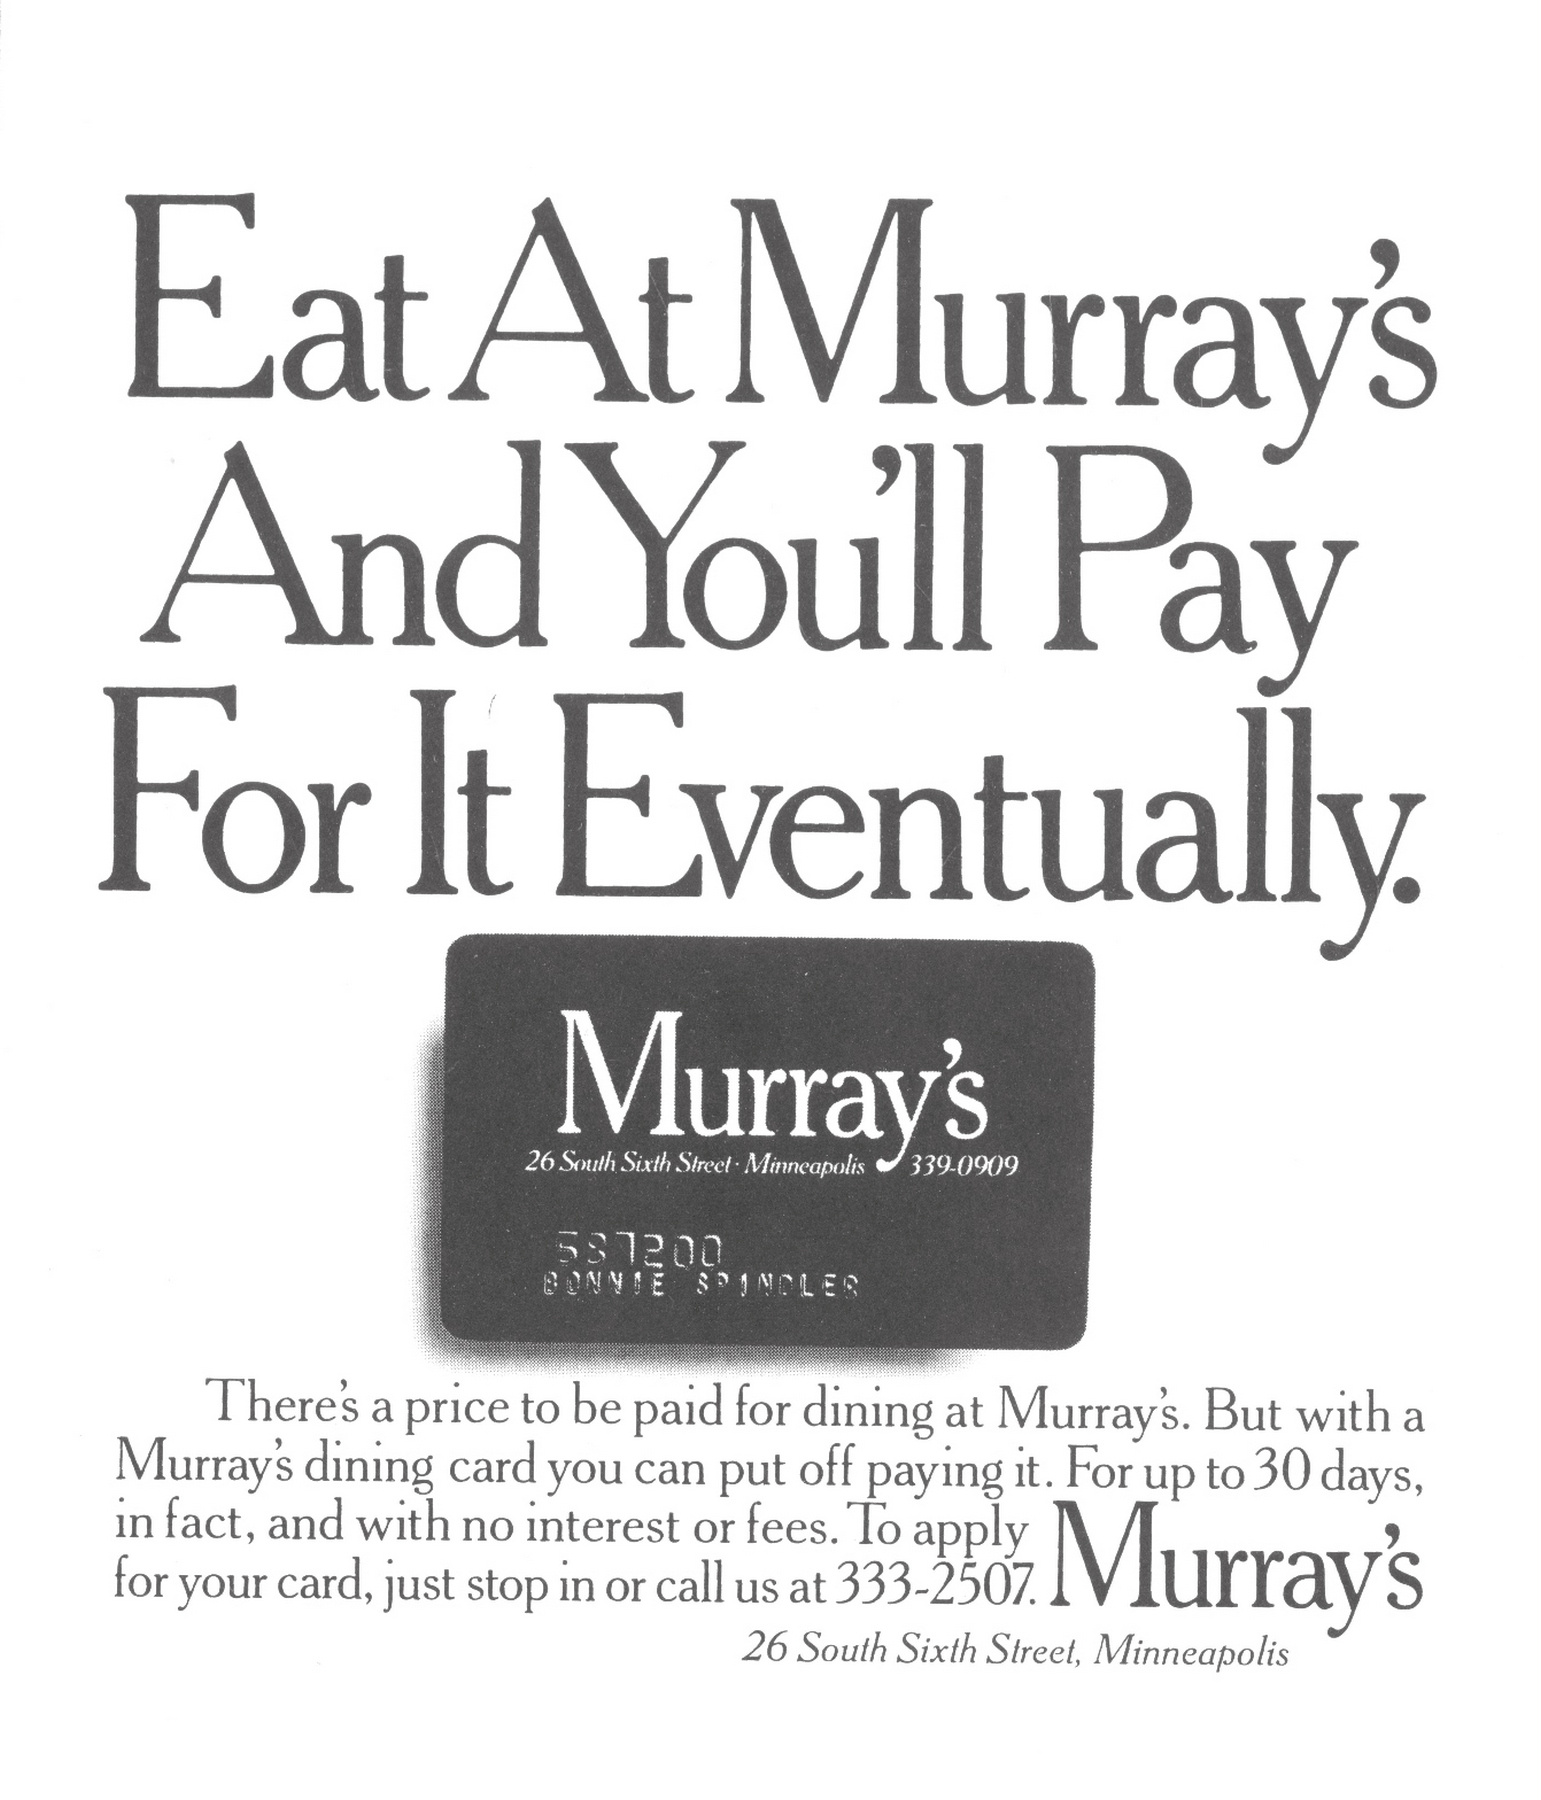 Eat At Murray's
And You'll Pay
For It Eventually.
Murray's
26 South Sixth Street · Minneapolis 339-0909
587200
BONNIE SPINDLER
There's a price to be paid for dining at Murray's. But with a
Murray's dining card you can put off paying it. For up to 30 days,
in fact, and with no interest or fees. To apply
for your card, just stop in or call us at 333-2507.
Murray's
26 South Sixth Street, Minneapolis